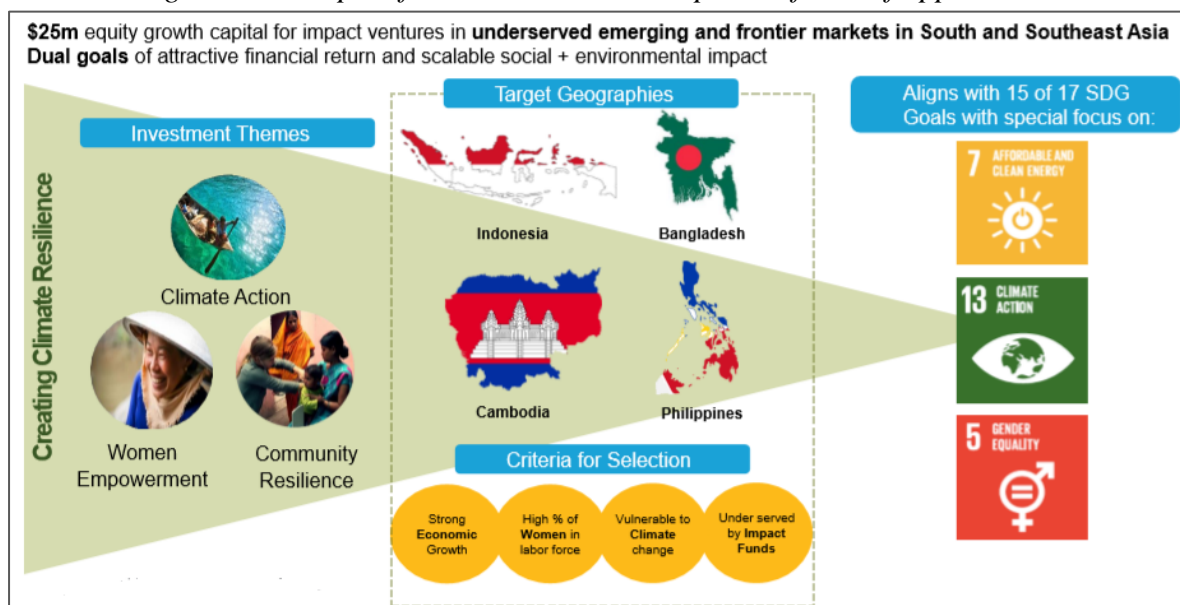 $25m equity growth capital for impact ventures in underserved emerging and frontier markets in South and Southeast Asia
Dual goals of attractive financial return and scalable social + environmental impact
Creating Climate Resilience
Investment Themes
Climate Action
Women
Empowerment
Community
Resilience
Target Geographies
Indonesia
Bangladesh
Cambodia
Philippines
Criteria for Selection
Strong
Economic
Growth
High % of
Women in
labor force
Vulnerable to
Climate
change
Under served
by Impact
Funds
Aligns with 15 of 17 SDG
Goals with special focus on:
7 AFFORDABLE AND
CLEAN ENERGY
13 CLIMATE
ACTION
5 GENDER
EQUALITY